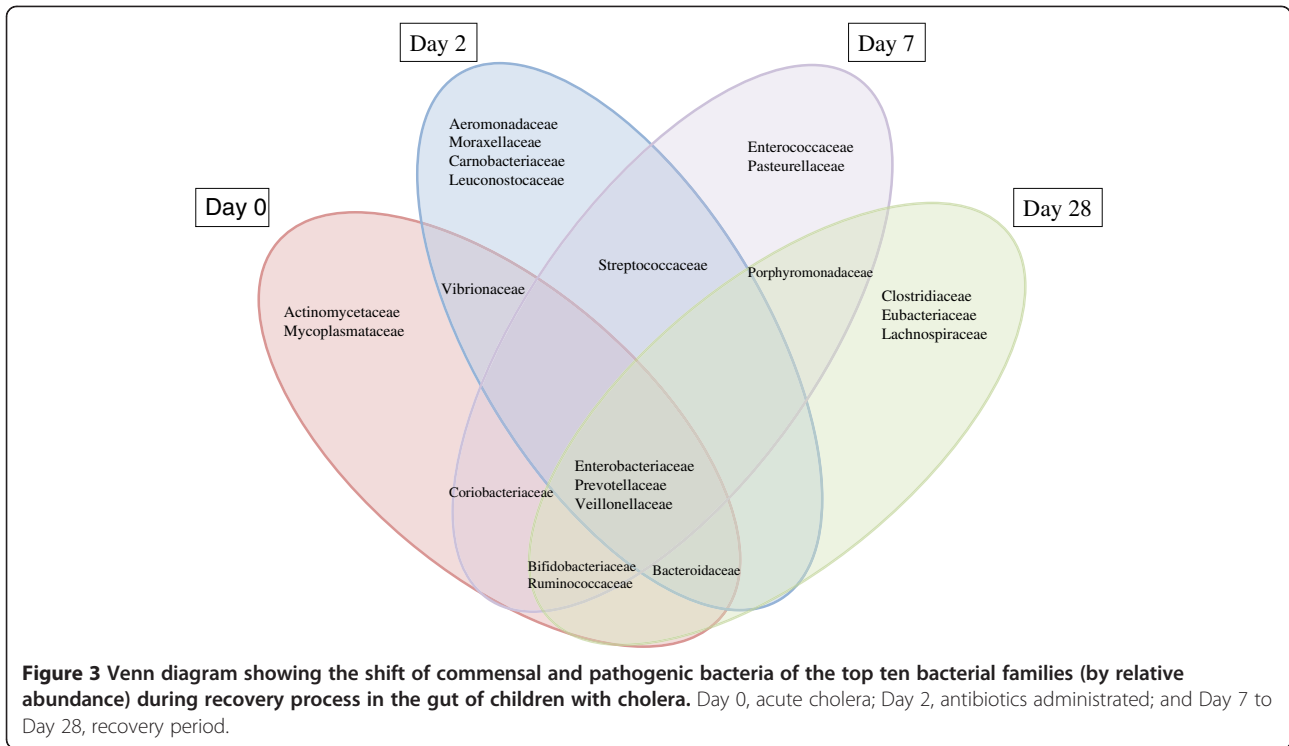 Day 2
Day 7
Aeromonadaceae
Moraxellaceae
Carnobacteriaceae
Leuconostocaceae
Enterococcaceae
Pasteurellaceae
Day 0
Day 28
Streptococcaceae
Porphyromonadaceae
Vibrionaceae
Clostridiaceae
Eubacteriaceae
Lachnospiraceae
Actinomycetaceae
Mycoplasmataceae
Enterobacteriaceae
Prevotellaceae
Veillonellaceae
Coriobacteriaceae
Bifidobacteriaceae
Ruminococcaceae
Bacteroidaceae
Figure 3 Venn diagram showing the shift of commensal and pathogenic bacteria of the top ten bacterial families (by relative
abundance) during recovery process in the gut of children with cholera. Day 0, acute cholera; Day 2, antibiotics administrated; and Day 7 to
Day 28, recovery period.